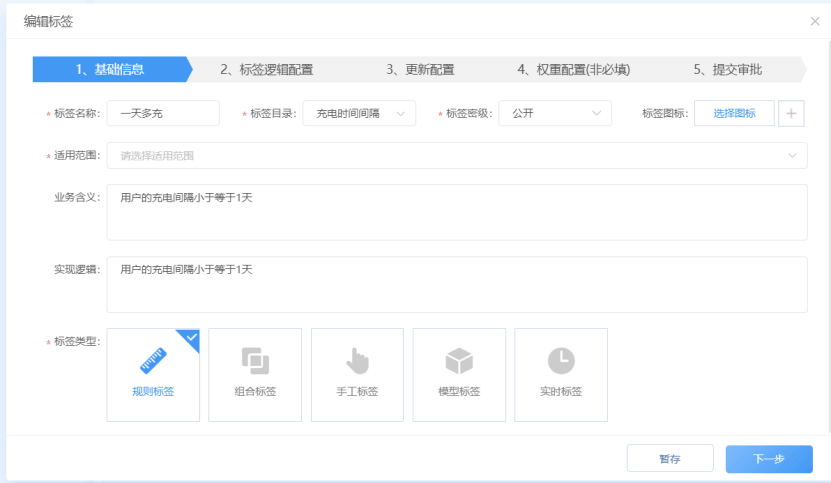 编辑标签
1、基础信息 2、标签逻辑配置 3、更新配置 4、权重配置(非必填) 5、提交审批
* 标签名称: 一天多充 * 标签目录: 充电时间间隔 * 标签密级: 公开 标签图标: 选择图标
* 适用范围: 请选择适用范围
业务含义: 用户的充电间隔小于等于1天
实现逻辑: 用户的充电间隔小于等于1天
* 标签类型:
规则标签 组合标签 手工标签 模型标签 实时标签
暂存 下一步